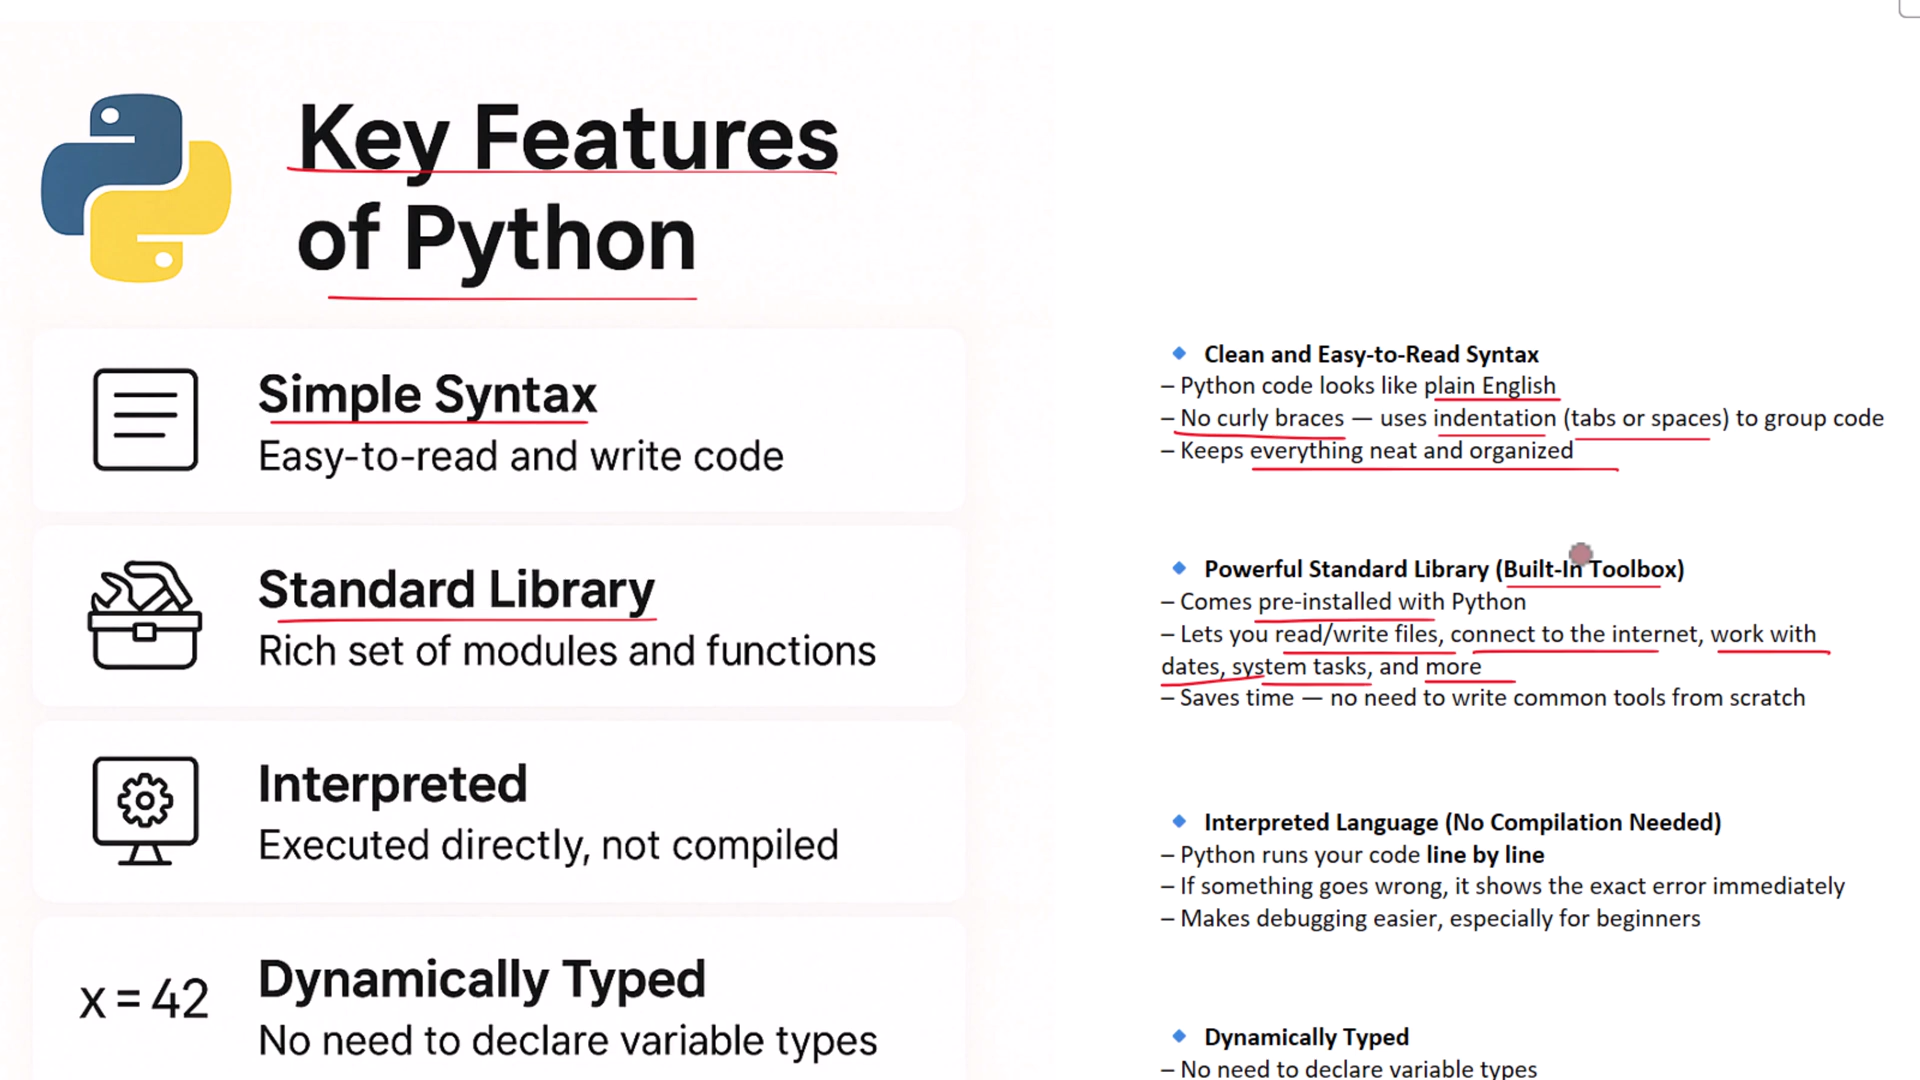 Key Features
of Python
Simple Syntax
Easy-to-read and write code
Standard Library
Rich set of modules and functions
Interpreted
Executed directly, not compiled
x = 42
Dynamically Typed
No need to declare variable types
Clean and Easy-to-Read Syntax
– Python code looks like plain English
– No curly braces — uses indentation (tabs or spaces) to group code
– Keeps everything neat and organized
Powerful Standard Library (Built-In Toolbox)
– Comes pre-installed with Python
– Lets you read/write files, connect to the internet, work with
dates, system tasks, and more
– Saves time — no need to write common tools from scratch
Interpreted Language (No Compilation Needed)
– Python runs your code line by line
– If something goes wrong, it shows the exact error immediately
– Makes debugging easier, especially for beginners
Dynamically Typed
– No need to declare variable types